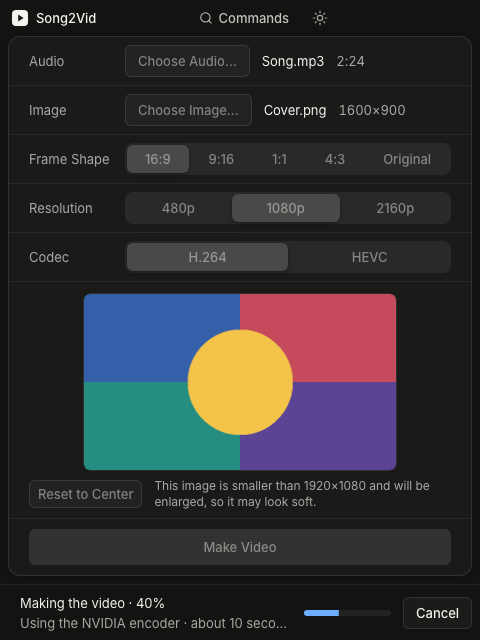 Song2Vid
Commands
Audio
Choose Audio...
Song.mp3
2:24
Image
Choose Image...
Cover.png
1600×900
Frame Shape
16:9
9:16
1:1
4:3
Original
Resolution
480p
1080p
2160p
Codec
H.264
HEVC
Reset to Center
This image is smaller than 1920×1080 and will be
enlarged, so it may look soft.
Make Video
Making the video · 40%
Using the NVIDIA encoder · about 10 seco...
Cancel